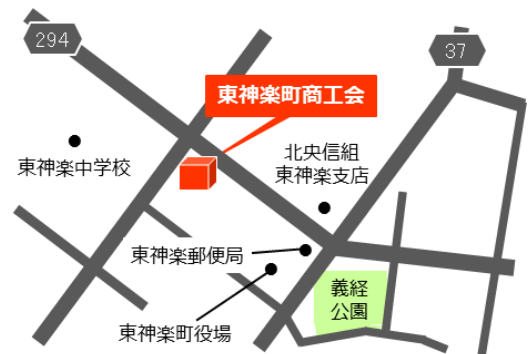 294
37
東神楽町商工会
北央信組
東神楽支店
東神楽中学校
東神楽郵便局
義経
公園
東神楽町役場